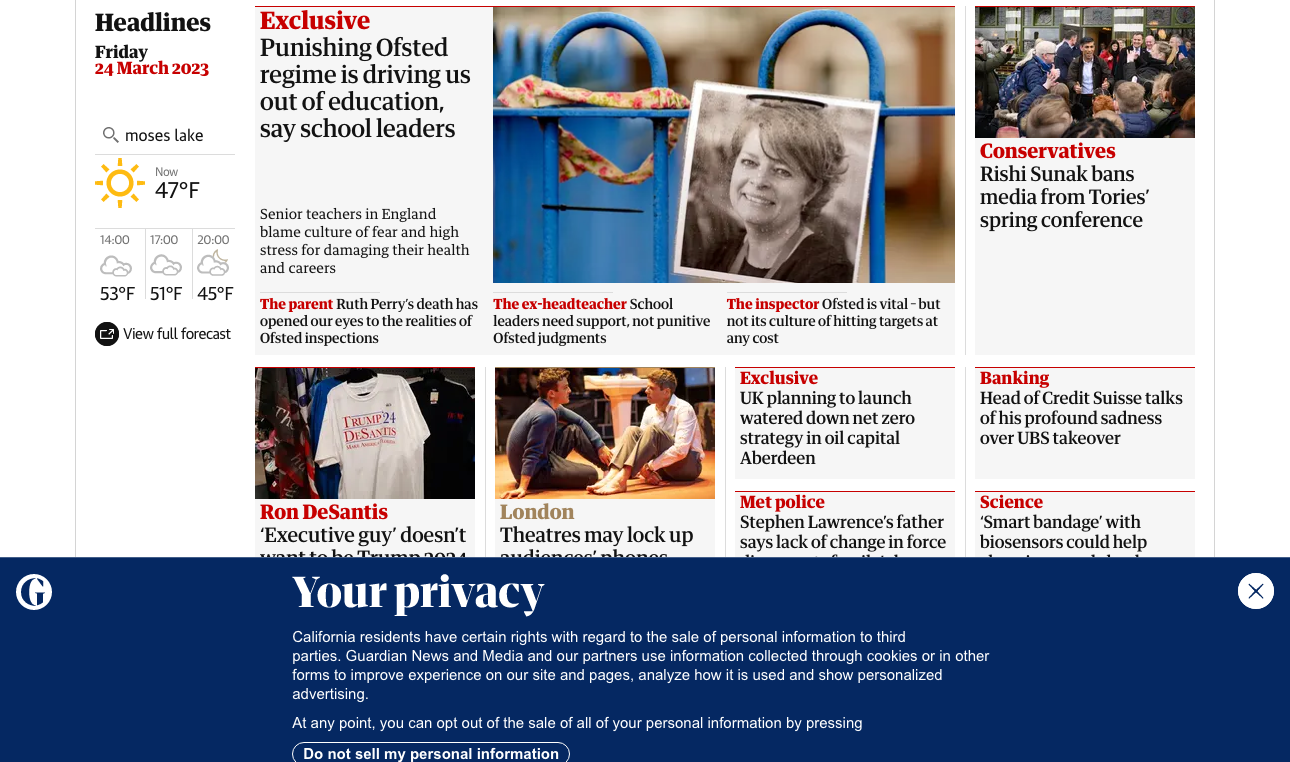 Headlines
Friday
24 March 2023
moses lake
Now
47°F
14:00
17:00
20:00
53°F
51°F
45°F
View full forecast
Exclusive
Punishing Ofsted
regime is driving us
out of education,
say school leaders
Senior teachers in England
blame culture of fear and high
stress for damaging their health
and careers
The parent Ruth Perry's death has
opened our eyes to the realities of
Ofsted inspections
The ex-headteacher School
leaders need support, not punitive
Ofsted judgments
The inspector Ofsted is vital – but
not its culture of hitting targets at
any cost
Conservatives
Rishi Sunak bans
media from Tories’
spring conference
TRUMP'24
DESANTIS
Ron DeSantis
‘Executive guy’ doesn’t
want to be Trump 2024
London
Theatres may lock up
audiences’ phones
Exclusive
UK planning to launch
watered down net zero
strategy in oil capital
Aberdeen
Banking
Head of Credit Suisse talks
of his profound sadness
over UBS takeover
Met police
Stephen Lawrence’s father
says lack of change in force
Science
‘Smart bandage’ with
biosensors could help
G
Your privacy
California residents have certain rights with regard to the sale of personal information to third
parties. Guardian News and Media and our partners use information collected through cookies or in other
forms to improve experience on our site and pages, analyze how it is used and show personalized
advertising.
At any point, you can opt out of the sale of all of your personal information by pressing
Do not sell my personal information